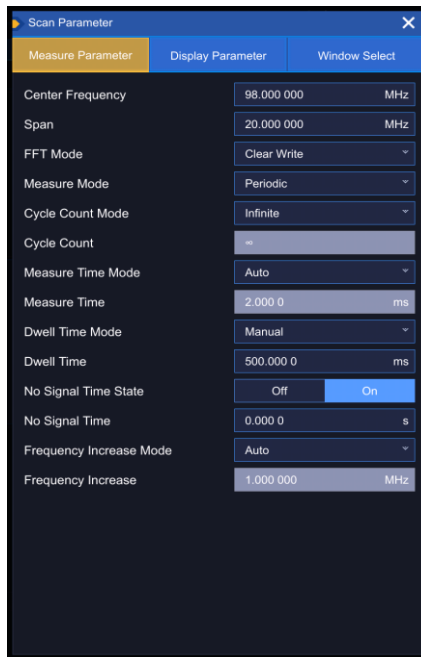 Scan Parameter
Measure Parameter Display Parameter Window Select
Center Frequency 98.000 000 MHz
Span 20.000 000 MHz
FFT Mode Clear Write
Measure Mode Periodic
Cycle Count Mode Infinite
Cycle Count ∞
Measure Time Mode Auto
Measure Time 2.000 0 ms
Dwell Time Mode Manual
Dwell Time 500.000 0 ms
No Signal Time State Off On
No Signal Time 0.000 0 s
Frequency Increase Mode Auto
Frequency Increase 1.000 000 MHz